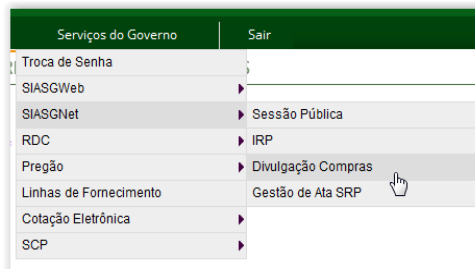 Serviços do Governo
Sair
Troca de Senha
SIASGWeb
SIASGNet
RDC
Pregão
Linhas de Fornecimento
Cotação Eletrônica
SCP
Sessão Pública
IRP
Divulgação Compras
Gestão de Ata SRP